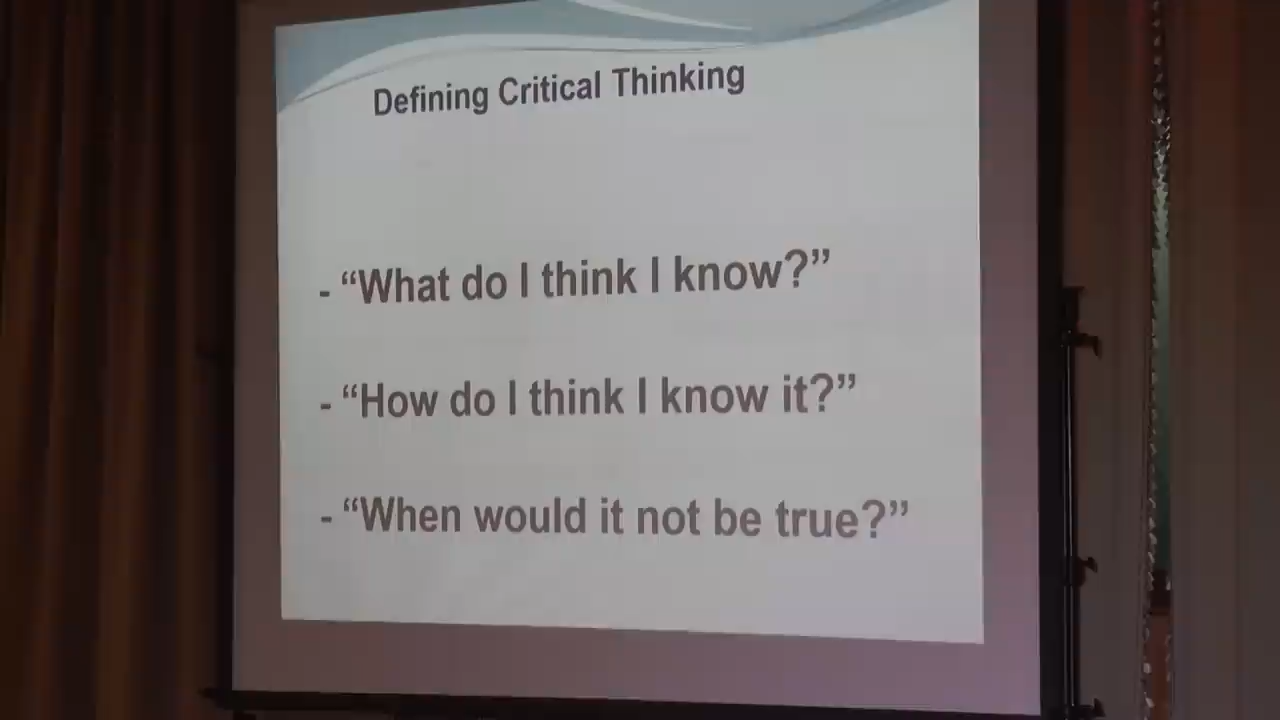 Defining Critical Thinking
- “What do I think I know?”
- “How do I think I know it?”
- “When would it not be true?”